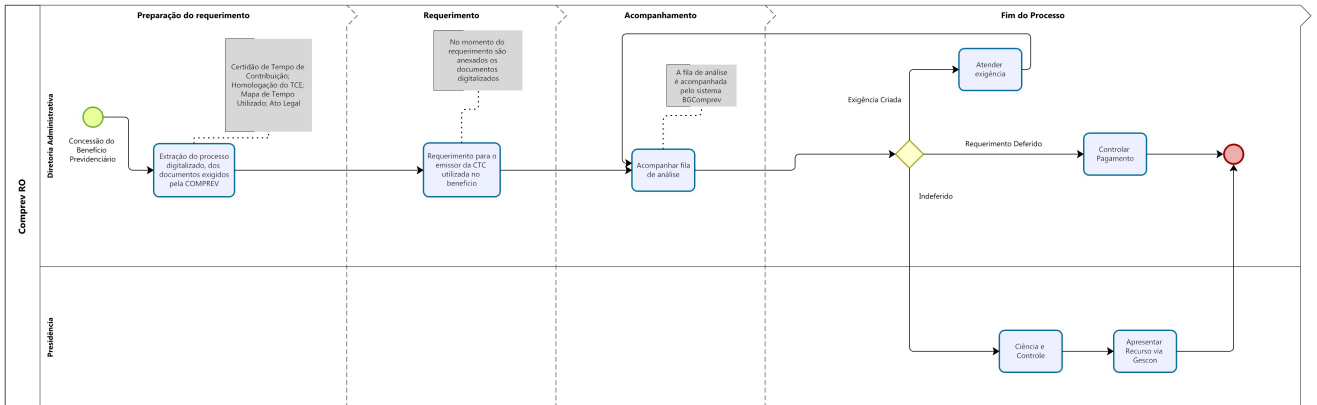 Comprev RO
Diretoria Administrativa
Presidência
Preparação do requerimento
Requerimento
Acompanhamento
Fim do Processo
Concessão do
Benefício
Previdenciário
Certidão de Tempo de
Contribuição;
Homologação do TCE;
Mapa de Tempo
Utilizado; Ato Legal
Extração do processo
digitalizado, dos
documentos exigidos
pela COMPREV
No momento do
requerimento são
anexados os
documentos
digitalizados
Requerimento para o
emissor da CTC
utilizada no
benefício
A fila de análise
é acompanhada
pelo sistema
BGComprev
Acompanhar fila
de análise
Exigência Criada
Atender
exigência
Requerimento Deferido
Controlar
Pagamento
Indeferido
Ciência e
Controle
Apresentar
Recurso via
Gescon